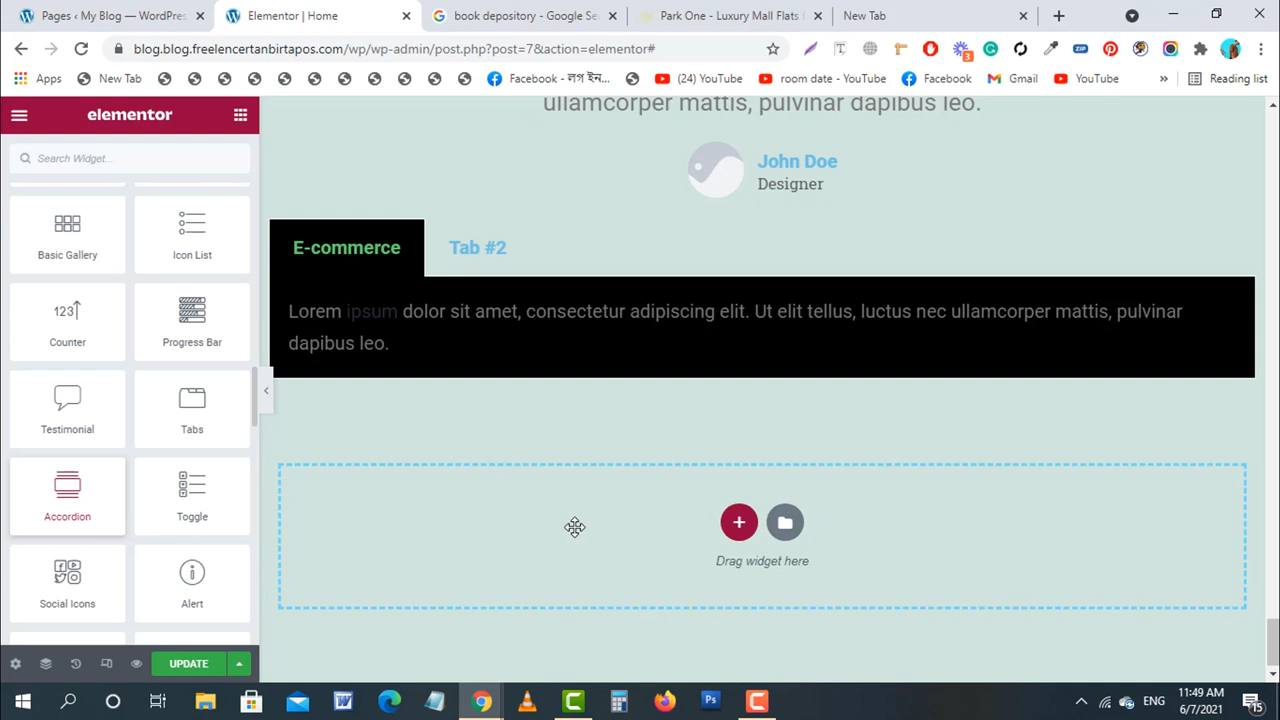 Pages ‹ My Blog — WordPres
Elementor | Home
book depository - Google Se
Park One - Luxury Mall Flats f
New Tab
blog.blog.freelencertanbirtapos.com/wp/wp-admin/post.php?post=7&action=elementor#
3
ZIP
Apps
New Tab
Facebook - লগ ইন...
(24) YouTube
room date - YouTube
Facebook
Gmail
YouTube
»
Reading list
elementor
Search Widget...
Basic Gallery
Icon List
123
Counter
Progress Bar
Testimonial
Tabs
Accordion
Toggle
Social Icons
Alert
UPDATE
ullamcorper mattis, pulvinar dapibus leo.
John Doe
Designer
E-commerce
Tab #2
Lorem ipsum dolor sit amet, consectetur adipiscing elit. Ut elit tellus, luctus nec ullamcorper mattis, pulvinar
dapibus leo.
Drag widget here
ENG
11:49 AM
6/7/2021
15